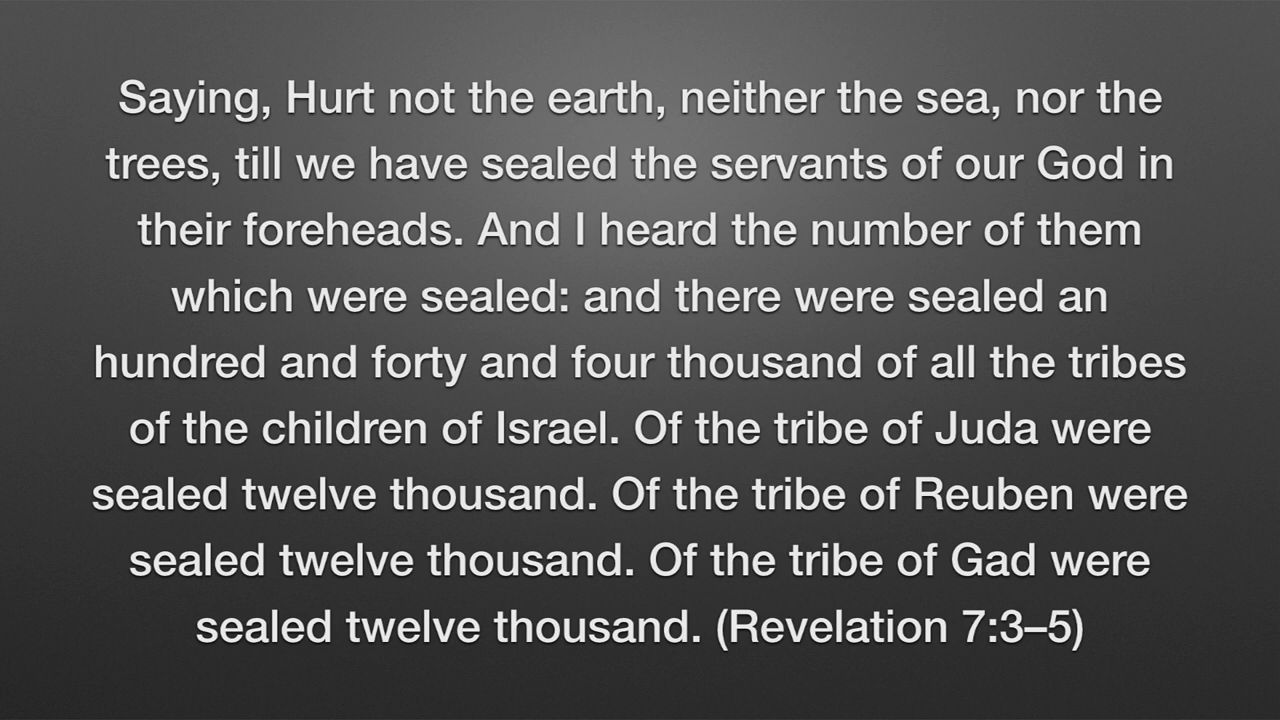 Saying, Hurt not the earth, neither the sea, nor the
trees, till we have sealed the servants of our God in
their foreheads. And I heard the number of them
which were sealed: and there were sealed an
hundred and forty and four thousand of all the tribes
of the children of Israel. Of the tribe of Juda were
sealed twelve thousand. Of the tribe of Reuben were
sealed twelve thousand. Of the tribe of Gad were
sealed twelve thousand. (Revelation 7:3–5)